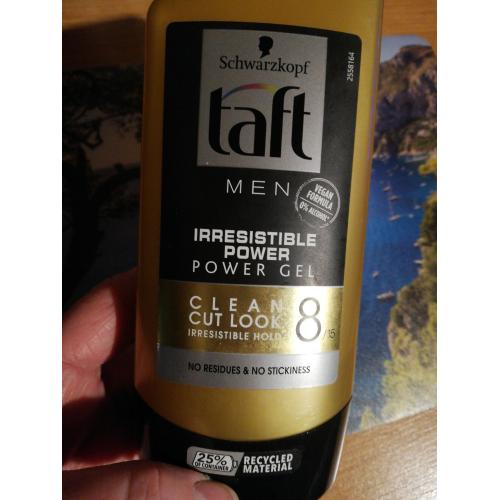 Schwarzkopf
2558164
taft
MEN
VEGAN
FORMULA
0% ALCOHOL*
IRRESISTIBLE
POWER
POWER GEL
CLEAN
CUT LOOK
IRRESISTIBLE HOLD
8/15
NO RESIDUES & NO STICKINESS
25%
OF CONTAINER
RECYCLED
MATERIAL